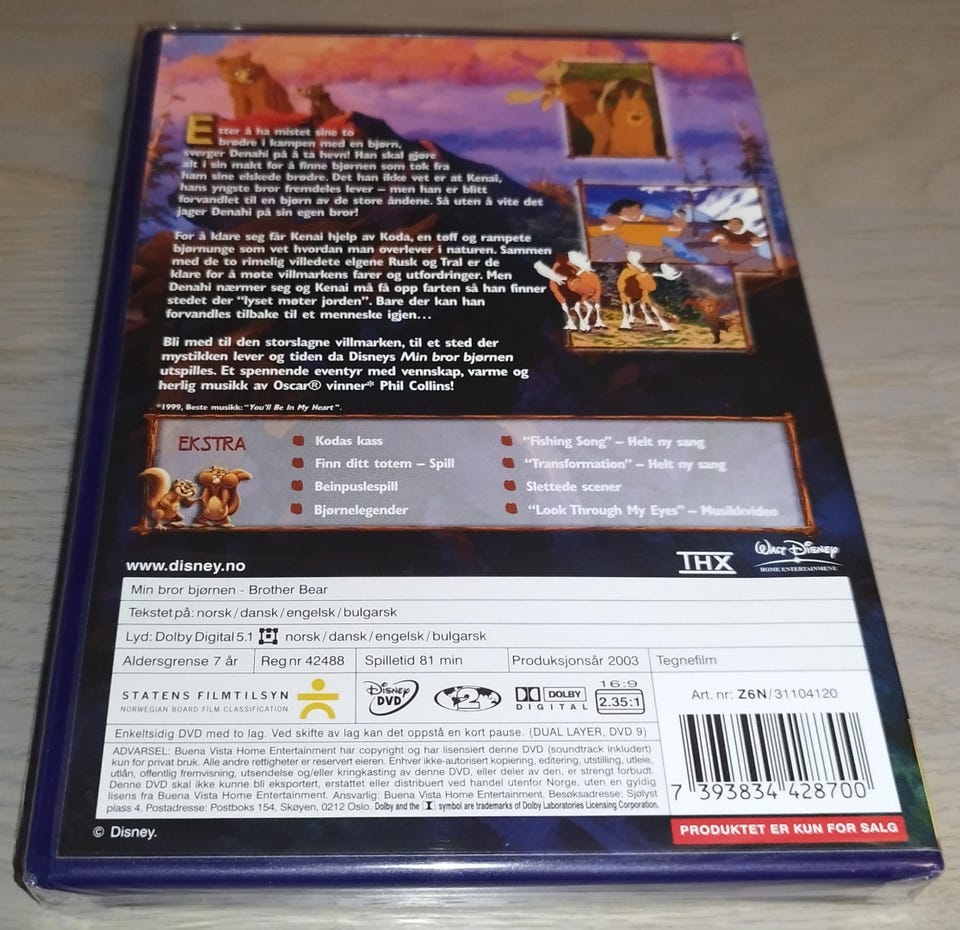 Etter å ha mistet sine to
brødre i kampen med en bjørn,
sverger Denahi på å ta hevn! Han skal gjøre
alt i sin makt for å finne bjørnen som tok fra
ham sine elskede brødre. Det han ikke vet er at Kenai,
hans yngste bror fremdeles lever – men han er blitt
forvandlet til en bjørn av de store åndene. Så uten å vite det
jager Denahi på sin egen bror!
For å klare seg får Kenai hjelp av Koda, en tøff og rampete
bjørnunge som vet hvordan man overlever i naturen. Sammen
med de to rimelig villedete elgene Rusk og Tral er de
klare for å møte villmarkens farer og utfordringer. Men
Denahi nærmer seg og Kenai må få opp farten så han finner
stedet der “lyset møter jorden”. Bare der kan han
forvandles tilbake til et menneske igjen…
Bli med til den storslagne villmarken, til et sted der
mystikken lever og tiden da Disneys Min bror bjørnen
utspilles. Et spennende eventyr med vennskap, varme og
herlig musikk av Oscar® vinner* Phil Collins!
*1999, Beste musikk: “You'll Be In My Heart”.
EKSTRA
Kodas kass
Finn ditt totem – Spill
Beinpuslespill
Bjørnelegender
“Fishing Song” – Helt ny sang
“Transformation” – Helt ny sang
Slettede scener
“Look Through My Eyes” – Musikkvideo
www.disney.no
THX
WALT DISNEY
HOME ENTERTAINMENT
Min bror bjørnen - Brother Bear
Tekstet på: norsk/dansk/engelsk/bulgarsk
Lyd: Dolby Digital 5.1 norsk/dansk/engelsk/bulgarsk
Aldersgrense 7 år Reg nr 42488 Spilletid 81 min Produksjonsår 2003 Tegnefilm
STATENS FILMTILSYN
NORWEGIAN BOARD FILM CLASSIFICATION
Disney DVD
2
DOLBY
DIGITAL
16:9
2.35:1
Art. nr: Z6N/31104120
Enkeltsidig DVD med to lag. Ved skifte av lag kan det oppstå en kort pause. (DUAL LAYER, DVD 9)
ADVARSEL: Buena Vista Home Entertainment har copyright og har lisensiert denne DVD (soundtrack inkludert)
kun for privat bruk. Alle andre rettigheter er reservert eieren. Enhver ikke-autorisert kopiering, editering, utstilling, utleie,
utlån, offentlig fremvisning, utsendelse og/eller kringkasting av denne DVD, eller deler av den, er strengt forbudt.
Denne DVD skal ikke kunne bli eksportert, erstattet eller distribuert ved handel utenfor Norge, uten en gyldig
lisens fra Buena Vista Home Entertainment. Ansvarlig: Buena Vista Home Entertainment. Besøksadresse: Sjølyst
plass 4. Postadresse: Postboks 154, Skøyen, 0212 Oslo. Dolby and the symbol are trademarks of Dolby Laboratories Licensing Corporation.
7 393834 428700
© Disney.
PRODUKTET ER KUN FOR SALG